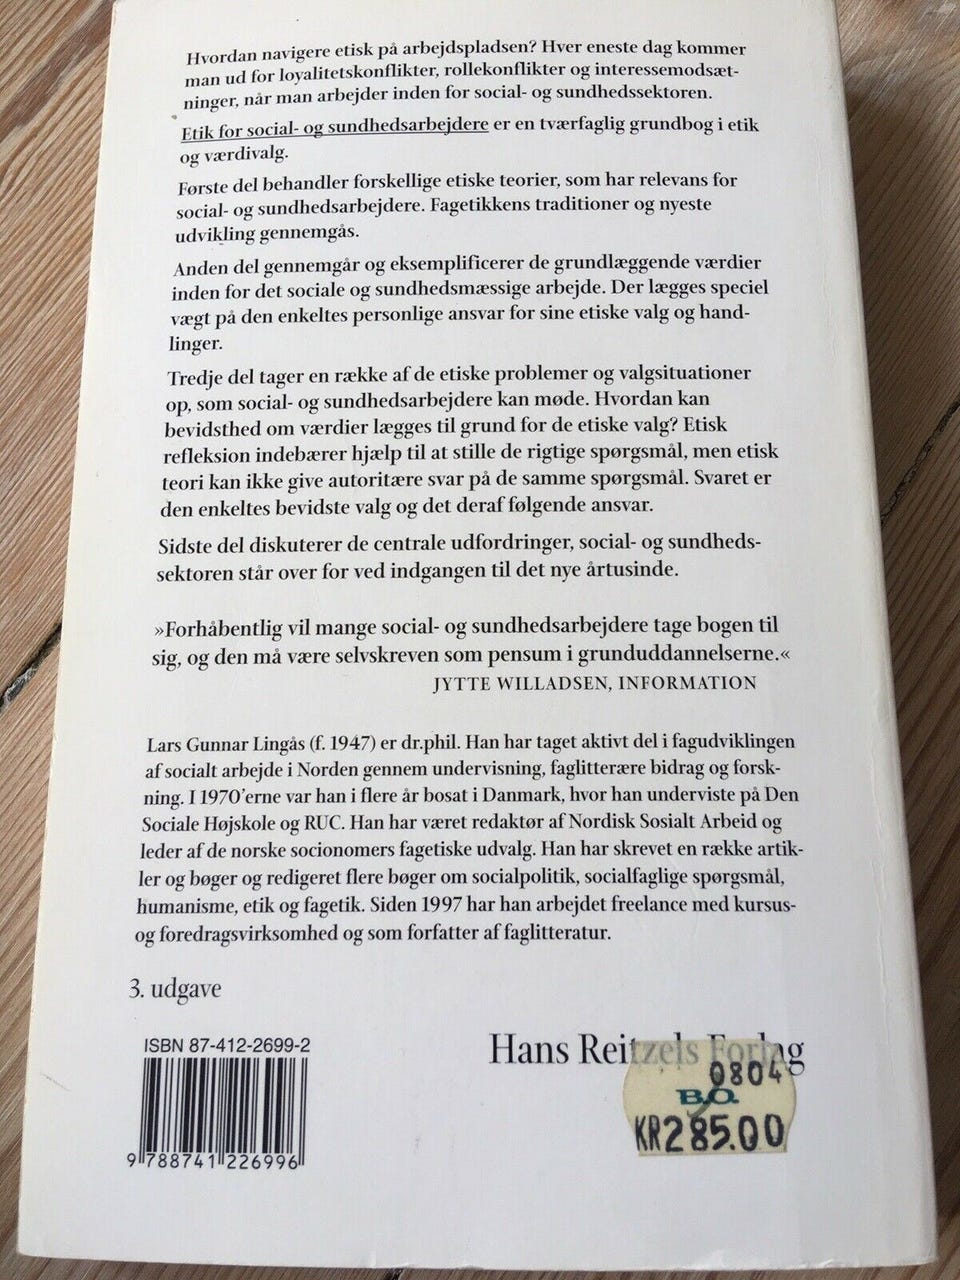 Hvordan navigere etisk på arbejdspladsen? Hver eneste dag kommer
man ud for loyalitetskonflikter, rollekonflikter og interessemodsæt-
ninger, når man arbejder inden for social- og sundhedssektoren.
Etik for social- og sundhedsarbejdere er en tværfaglig grundbog i etik
og værdivalg.
Første del behandler forskellige etiske teorier, som har relevans for
social- og sundhedsarbejdere. Fagetikkens traditioner og nyeste
udvikling gennemgås.
Anden del gennemgår og eksemplificerer de grundlæggende værdier
inden for det sociale og sundhedsmæssige arbejde. Der lægges speciel
vægt på den enkeltes personlige ansvar for sine etiske valg og hand-
linger.
Tredje del tager en række af de etiske problemer og valgsituationer
op, som social- og sundhedsarbejdere kan møde. Hvordan kan
bevidsthed om værdier lægges til grund for de etiske valg? Etisk
refleksion indebærer hjælp til at stille de rigtige spørgsmål, men etisk
teori kan ikke give autoritære svar på de samme spørgsmål. Svaret er
den enkeltes bevidste valg og det deraf følgende ansvar.
Sidste del diskuterer de centrale udfordringer, social- og sundheds-
sektoren står over for ved indgangen til det nye årtusinde.
»Forhåbentlig vil mange social- og sundhedsarbejdere tage bogen til
sig, og den må være selvskreven som pensum i grunduddannelserne.«
JYTTE WILLADSEN, INFORMATION
Lars Gunnar Lingås (f. 1947) er dr.phil. Han har taget aktivt del i fagudviklingen
af socialt arbejde i Norden gennem undervisning, faglitterære bidrag og forsk-
ning. I 1970'erne var han i flere år bosat i Danmark, hvor han underviste på Den
Sociale Højskole og RUC. Han har været redaktør af Nordisk Sosialt Arbeid og
leder af de norske socionomers fagetiske udvalg. Han har skrevet en række artik-
ler og bøger og redigeret flere bøger om socialpolitik, socialfaglige spørgsmål,
humanisme, etik og fagetik. Siden 1997 har han arbejdet freelance med kursus-
og foredragsvirksomhed og som forfatter af faglitteratur.
3. udgave
ISBN 87-412-2699-2
9 788741 226996
Hans Reitzels Forlag
0804
B.O.
KR285.00